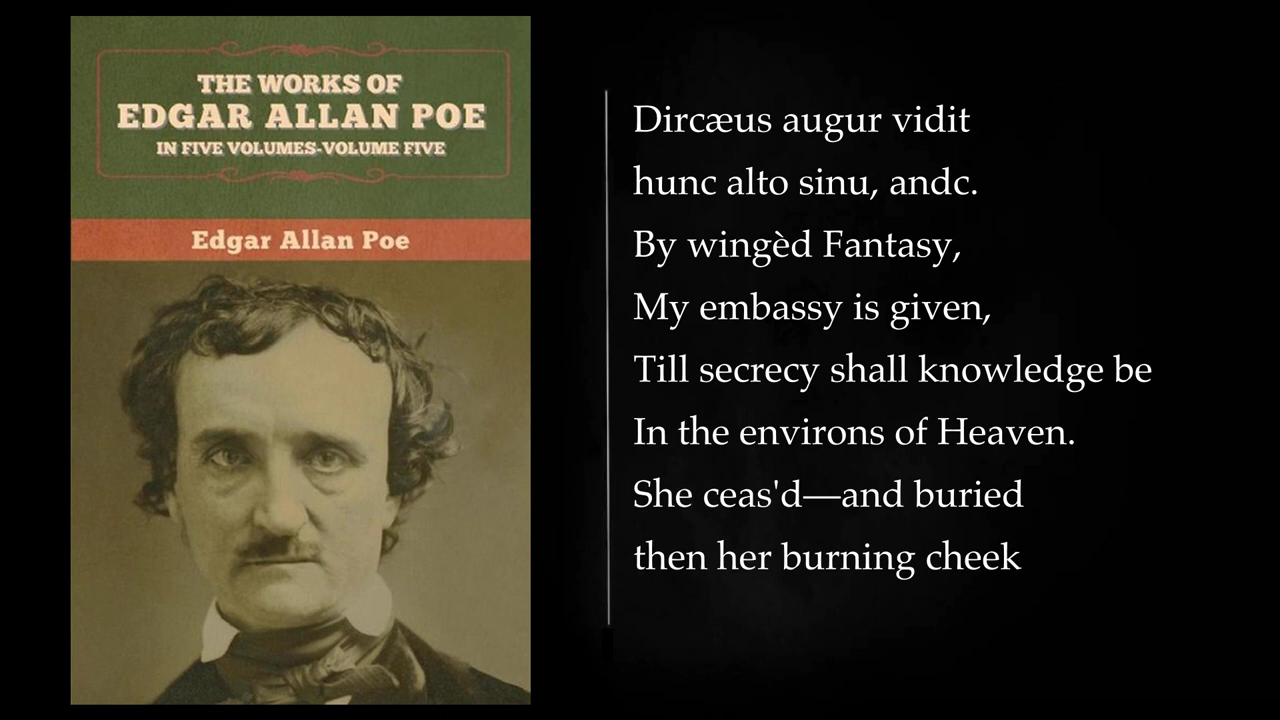 THE WORKS OF
EDGAR ALLAN POE
IN FIVE VOLUMES-VOLUME FIVE
Edgar Allan Poe
Dircæus augur vidit
hunc alto sinu, andc.
By wingèd Fantasy,
My embassy is given,
Till secrecy shall knowledge be
In the environs of Heaven.
She ceas'd—and buried
then her burning cheek